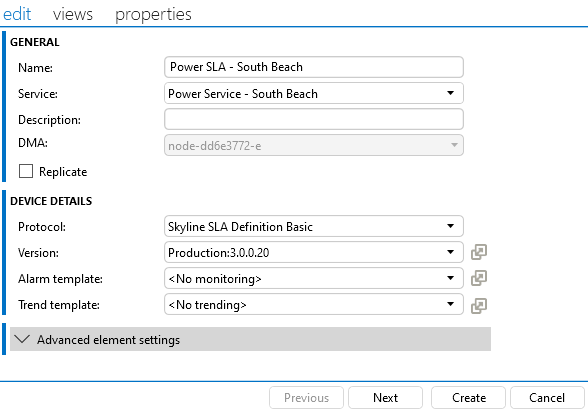 edit views properties
GENERAL
Name: Power SLA - South Beach
Service: Power Service - South Beach
Description:
DMA: node-dd6e3772-e
Replicate
DEVICE DETAILS
Protocol: Skyline SLA Definition Basic
Version: Production:3.0.0.20
Alarm template: <No monitoring>
Trend template: <No trending>
Advanced element settings
Previous Next Create Cancel